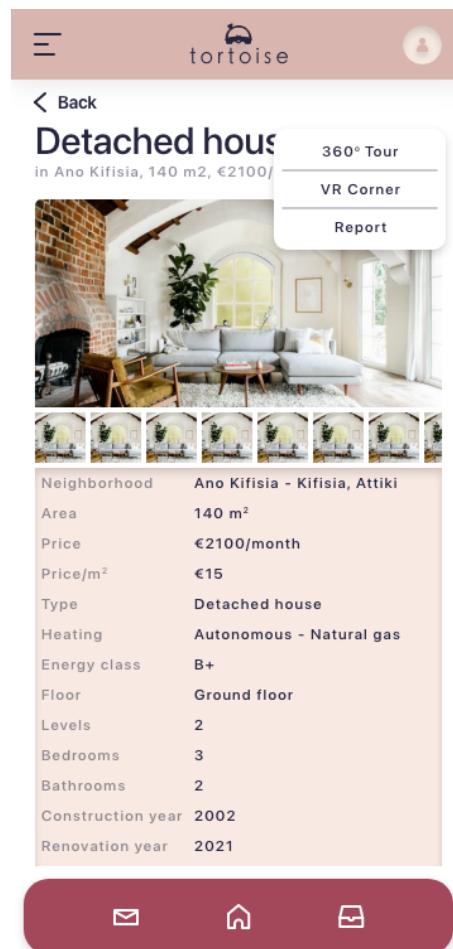 tortoise
Back
Detached
in Ano Kifisia, 140 m2, €2100/
360° Tour
VR Corner
Report
Neighborhood Ano Kifisia - Kifisia, Attiki
Area 140 m²
Price €2100/month
Price/m² €15
Type Detached house
Heating Autonomous - Natural gas
Energy class B+
Floor Ground floor
Levels 2
Bedrooms 3
Bathrooms 2
Construction year 2002
Renovation year 2021